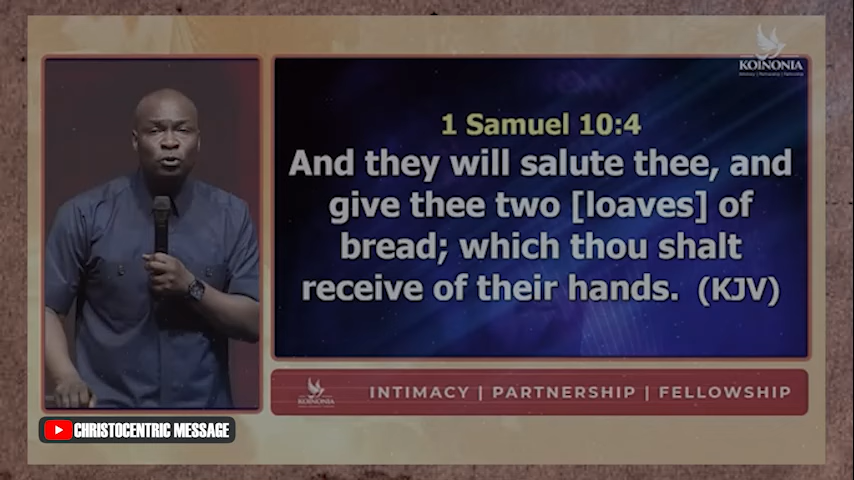 KOINONIA
1 Samuel 10:4
And they will salute thee, and
give thee two [loaves] of
bread; which thou shalt
receive of their hands. (KJV)
KOINONIA
INTIMACY | PARTNERSHIP | FELLOWSHIP
CHRISTOCENTRIC MESSAGE